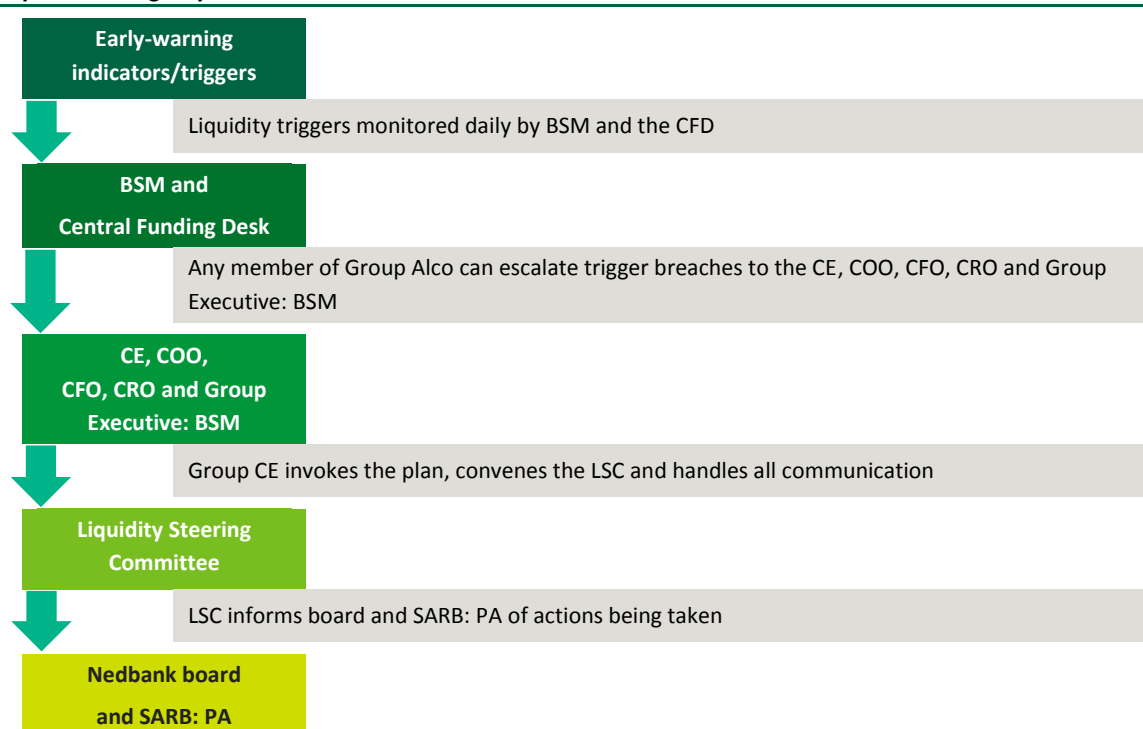 Early-warning
indicators/triggers
Liquidity triggers monitored daily by BSM and the CFD
BSM and
Central Funding Desk
Any member of Group Alco can escalate trigger breaches to the CE, COO, CFO, CRO and Group
Executive: BSM
CE, COO,
CFO, CRO and Group
Executive: BSM
Group CE invokes the plan, convenes the LSC and handles all communication
Liquidity Steering
Committee
LSC informs board and SARB: PA of actions being taken
Nedbank board
and SARB: PA